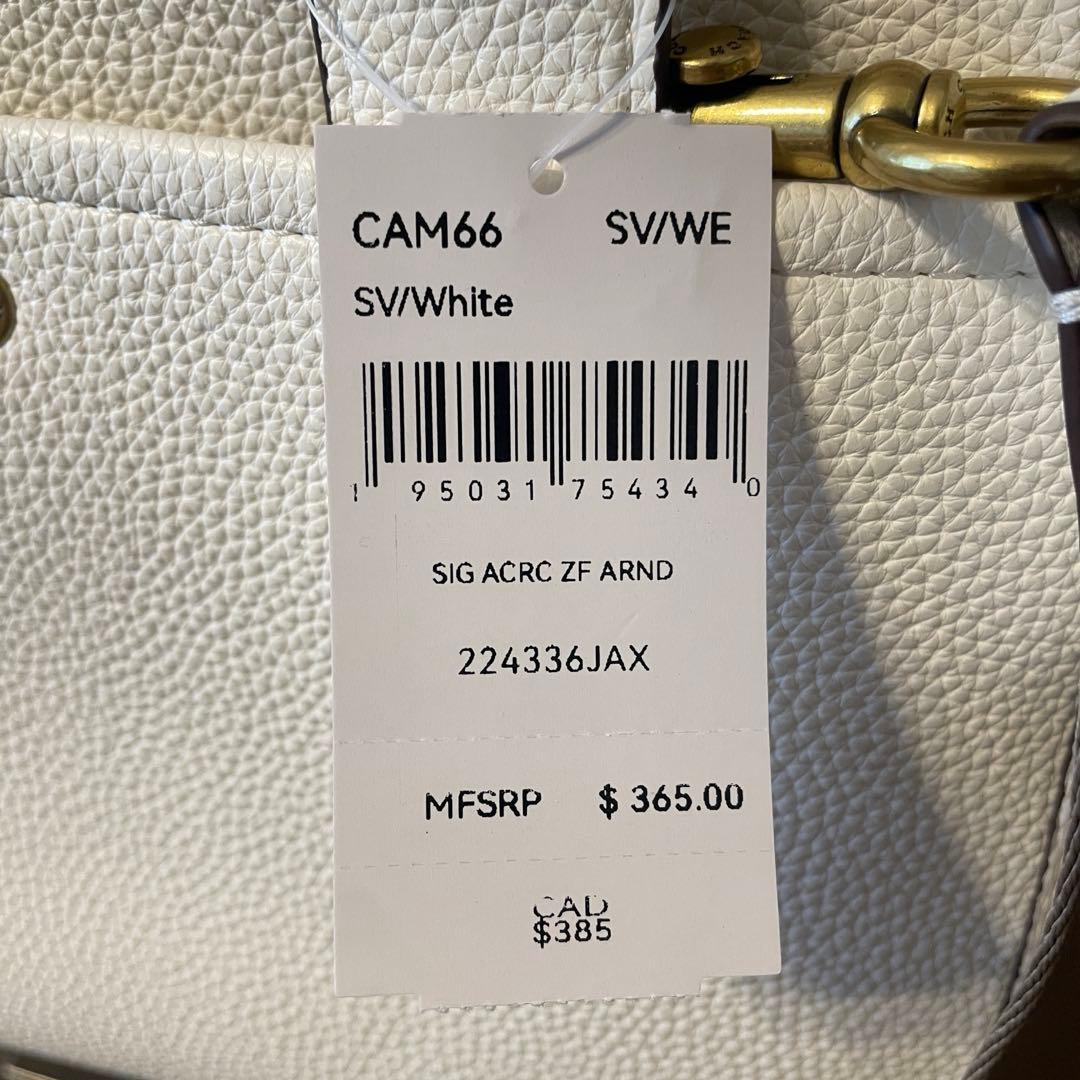 CAM66 SV/WE
SV/White
1 95031 75434 0
SIG ACRC ZF ARND
224336JAX
MFSRP $ 365.00
CAD
$385